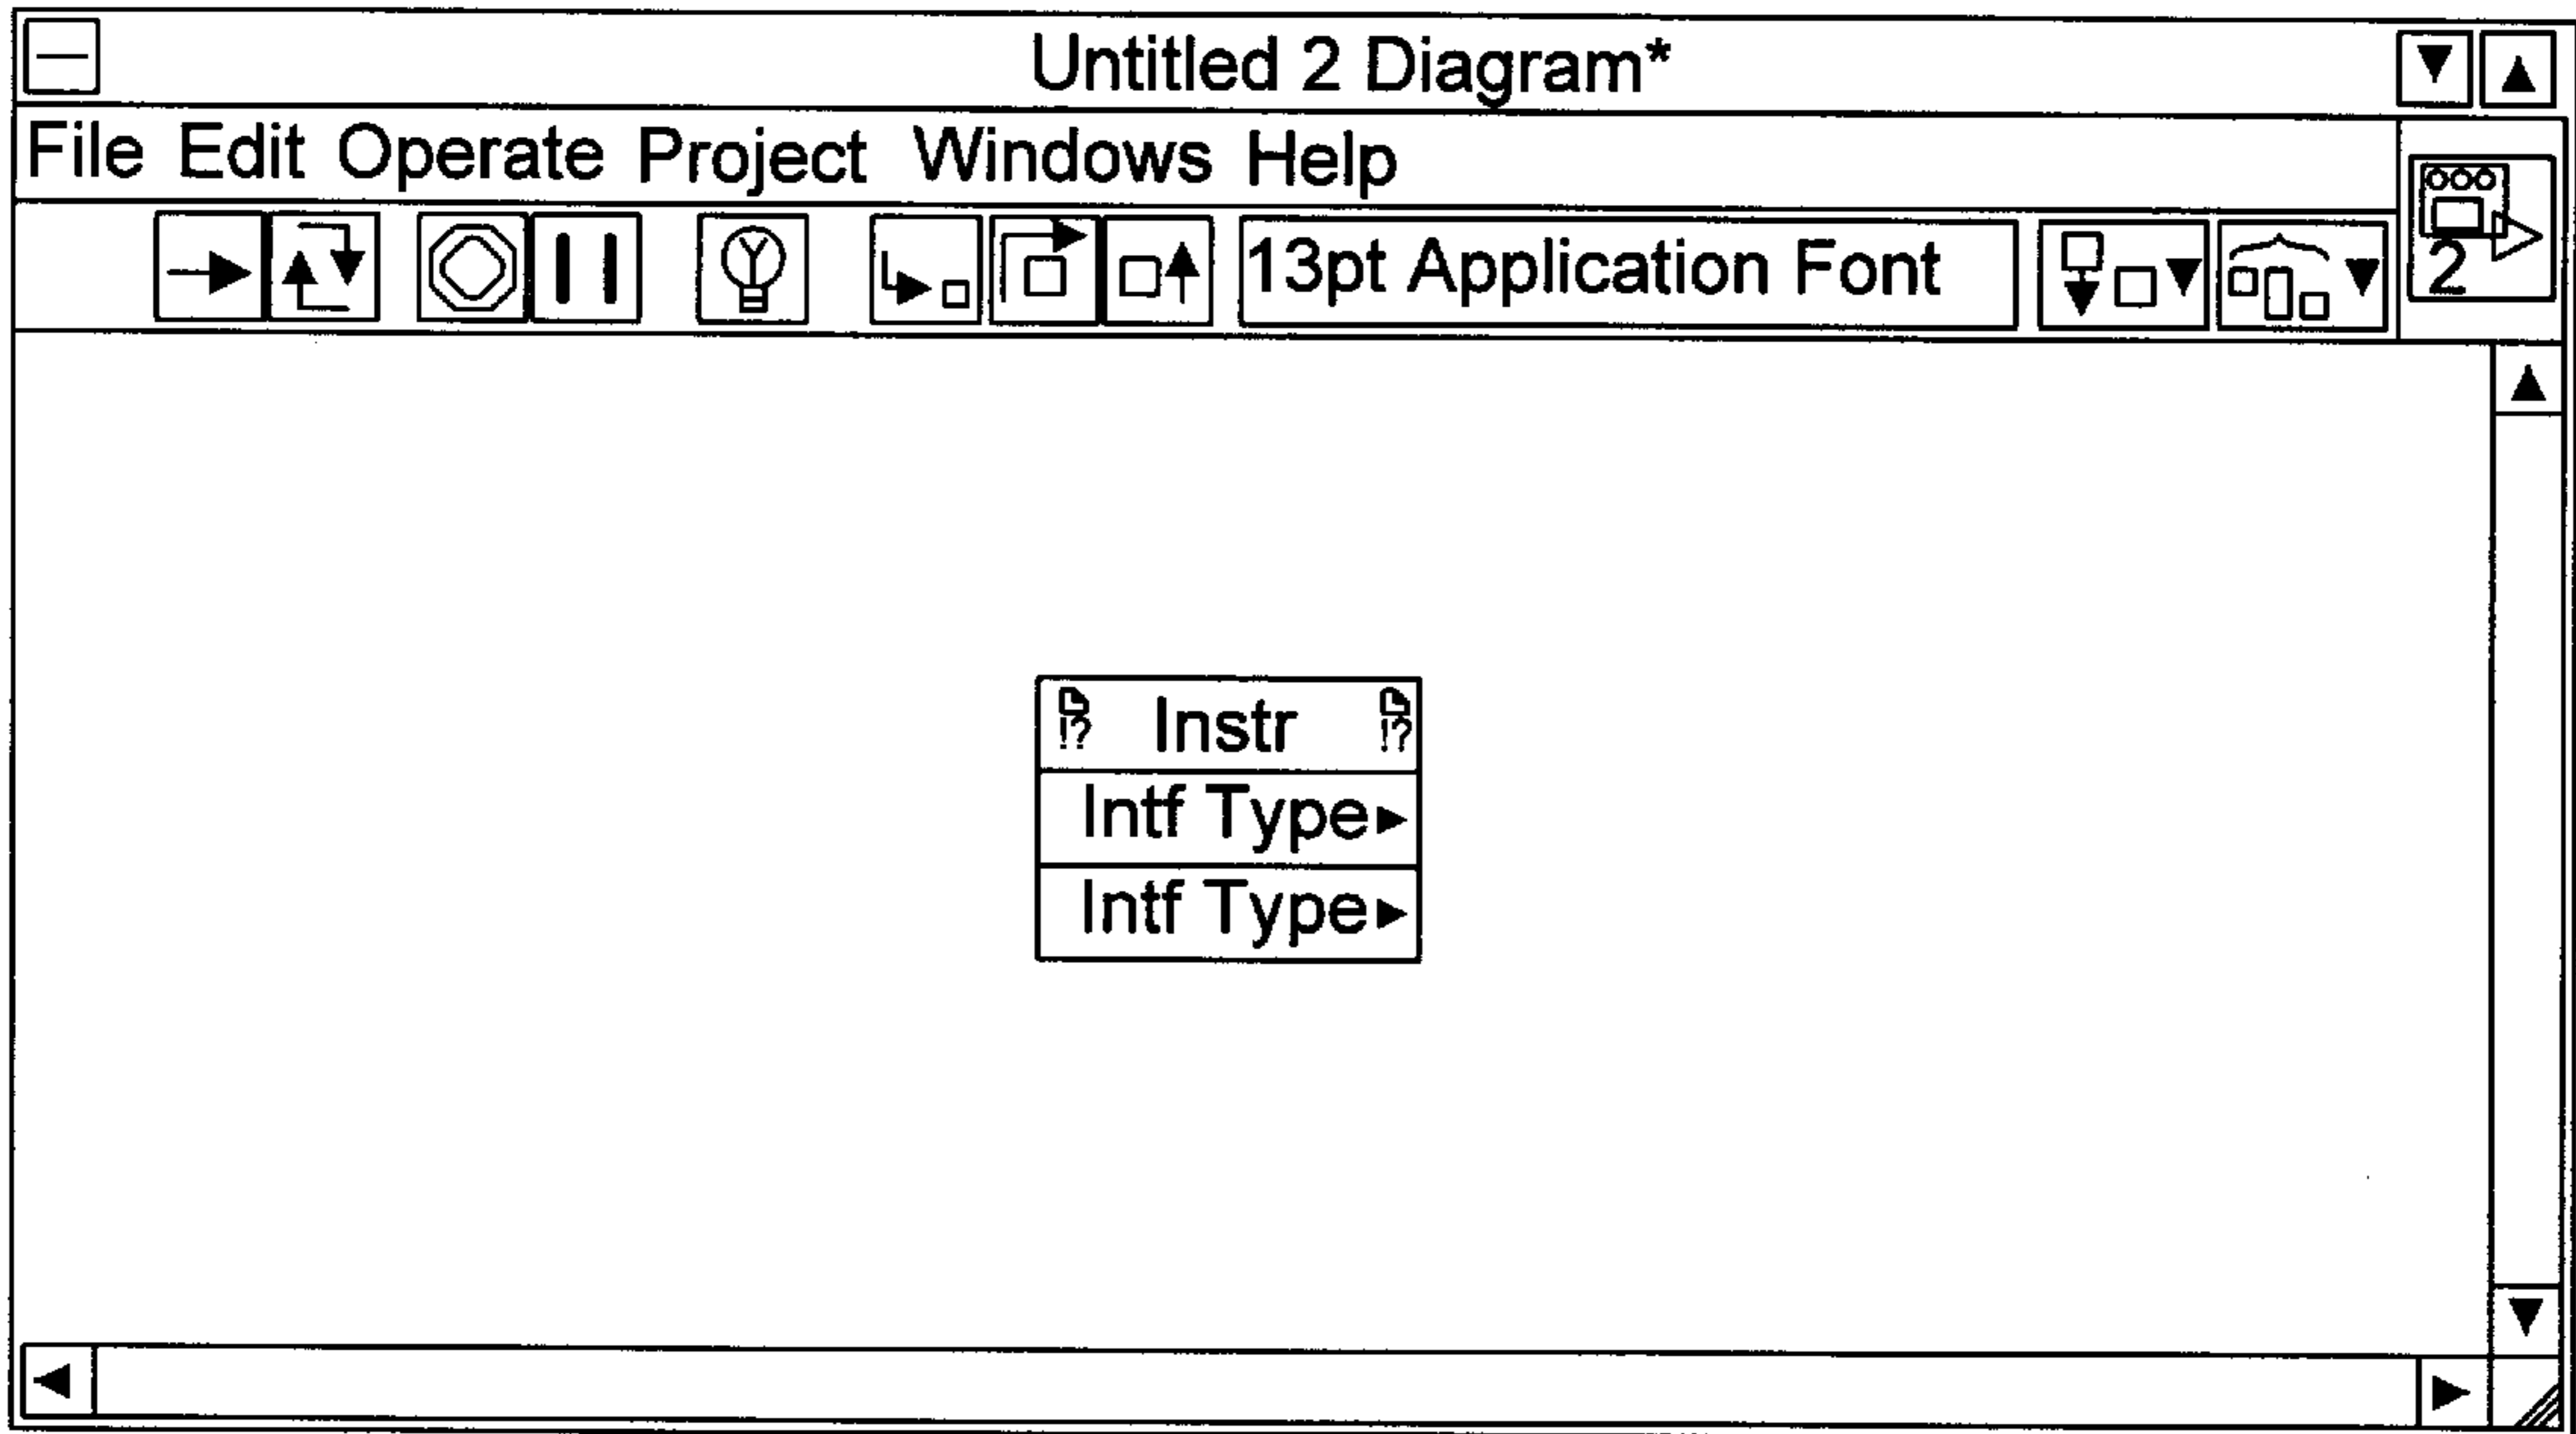 Untitled 2 Diagram*
File Edit Operate Project Windows Help
13pt Application Font
2
!? Instr !?
Intf Type
Intf Type